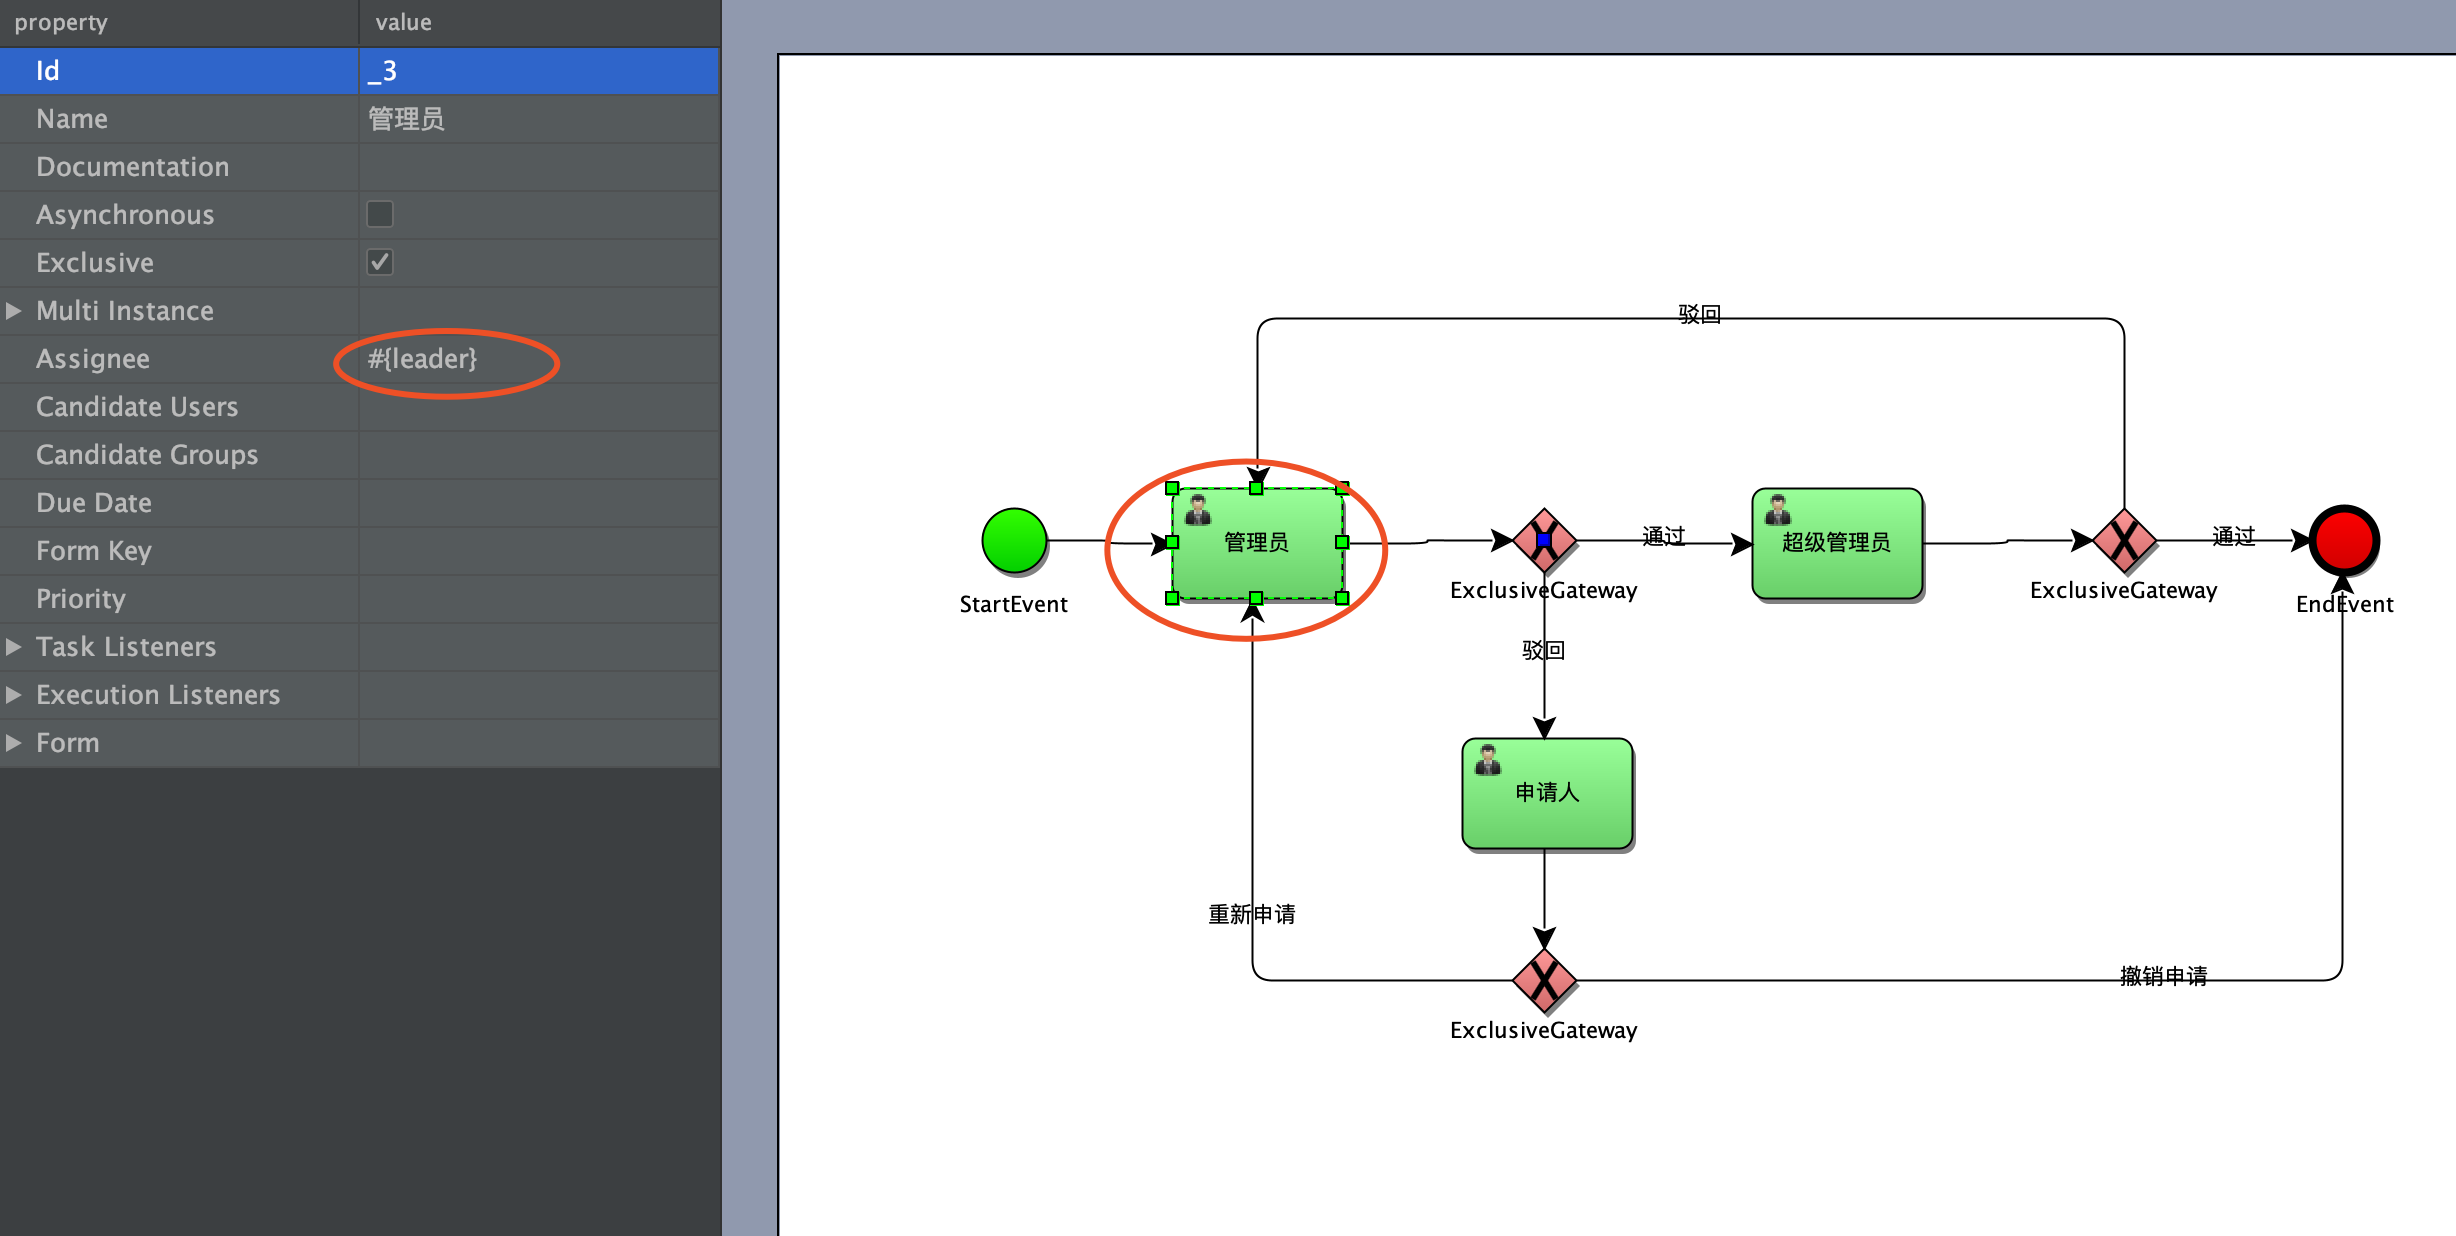 property value
Id _3
Name 管理员
Documentation
Asynchronous
Exclusive
Multi Instance
Assignee #{leader}
Candidate Users
Candidate Groups
Due Date
Form Key
Priority
Task Listeners
Execution Listeners
Form
驳回
管理员
通过
超级管理员
通过
StartEvent
ExclusiveGateway
ExclusiveGateway
EndEvent
驳回
申请人
重新申请
撤销申请
ExclusiveGateway